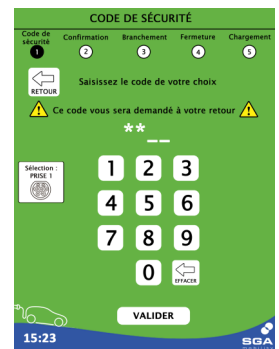 CODE DE SÉCURITÉ
Code de sécurité Confirmation Branchement Fermeture Chargement
1 2 3 4 5
RETOUR
Saisissez le code de votre choix
Ce code vous sera demandé à votre retour
**__
Sélection :
PRISE 1
1 2 3
4 5 6
7 8 9
0 EFFACER
VALIDER
15:23
SGA